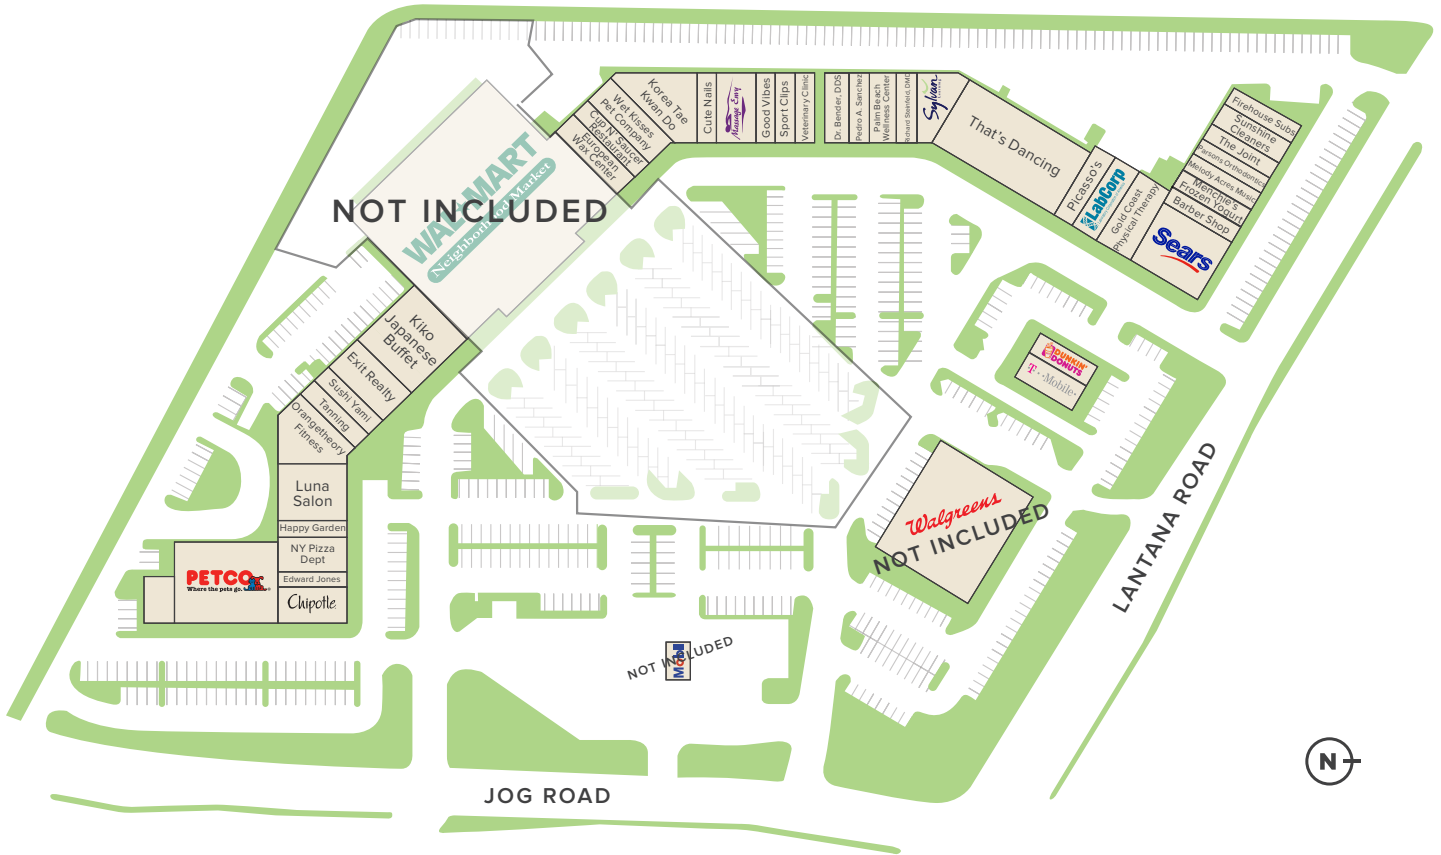 NOT INCLUDED
WALMART
Neighborhood Market
Korea Tae
Kwan Do
Wet Kisses
Pet Company
Cup N' Saucer
Restaurant
European
Wax Center
Cute Nails
Massage Envy
Good Vibes
Sport Clips
Veterinary Clinic
Dr. Bender, DDS
Pedro A. Sanchez
Palm Beach
Wellness Center
Richard Steinfeld, DMD
Sylvan
That's Dancing
Picasso's
LabCorp
Gold Coast
Physical Therapy
Sears
Firehouse Subs
Sunshine
Cleaners
The Joint
Parsons Orthodontics
Melody Acres Music
Menchie's
Frozen Yogurt
Barber Shop
Kiko
Japanese
Buffet
Exit Realty
Sushi Yami
Tanning
Orangetheory
Fitness
Luna
Salon
Happy Garden
NY Pizza
Dept
Edward Jones
Chipotle
PETCO
Where the pets go.
DUNKIN'
DONUTS
T-Mobile
Walgreens
NOT INCLUDED
Mobil
NOT INCLUDED
LANTANA ROAD
JOG ROAD
N